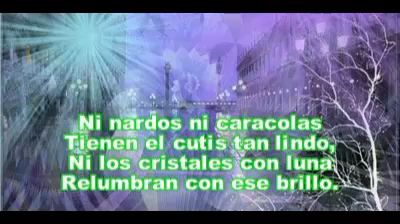 Ni nardos ni caracolas
Tienen el cutis tan lindo,
Ni los cristales con luna
Relumbran con ese brillo.